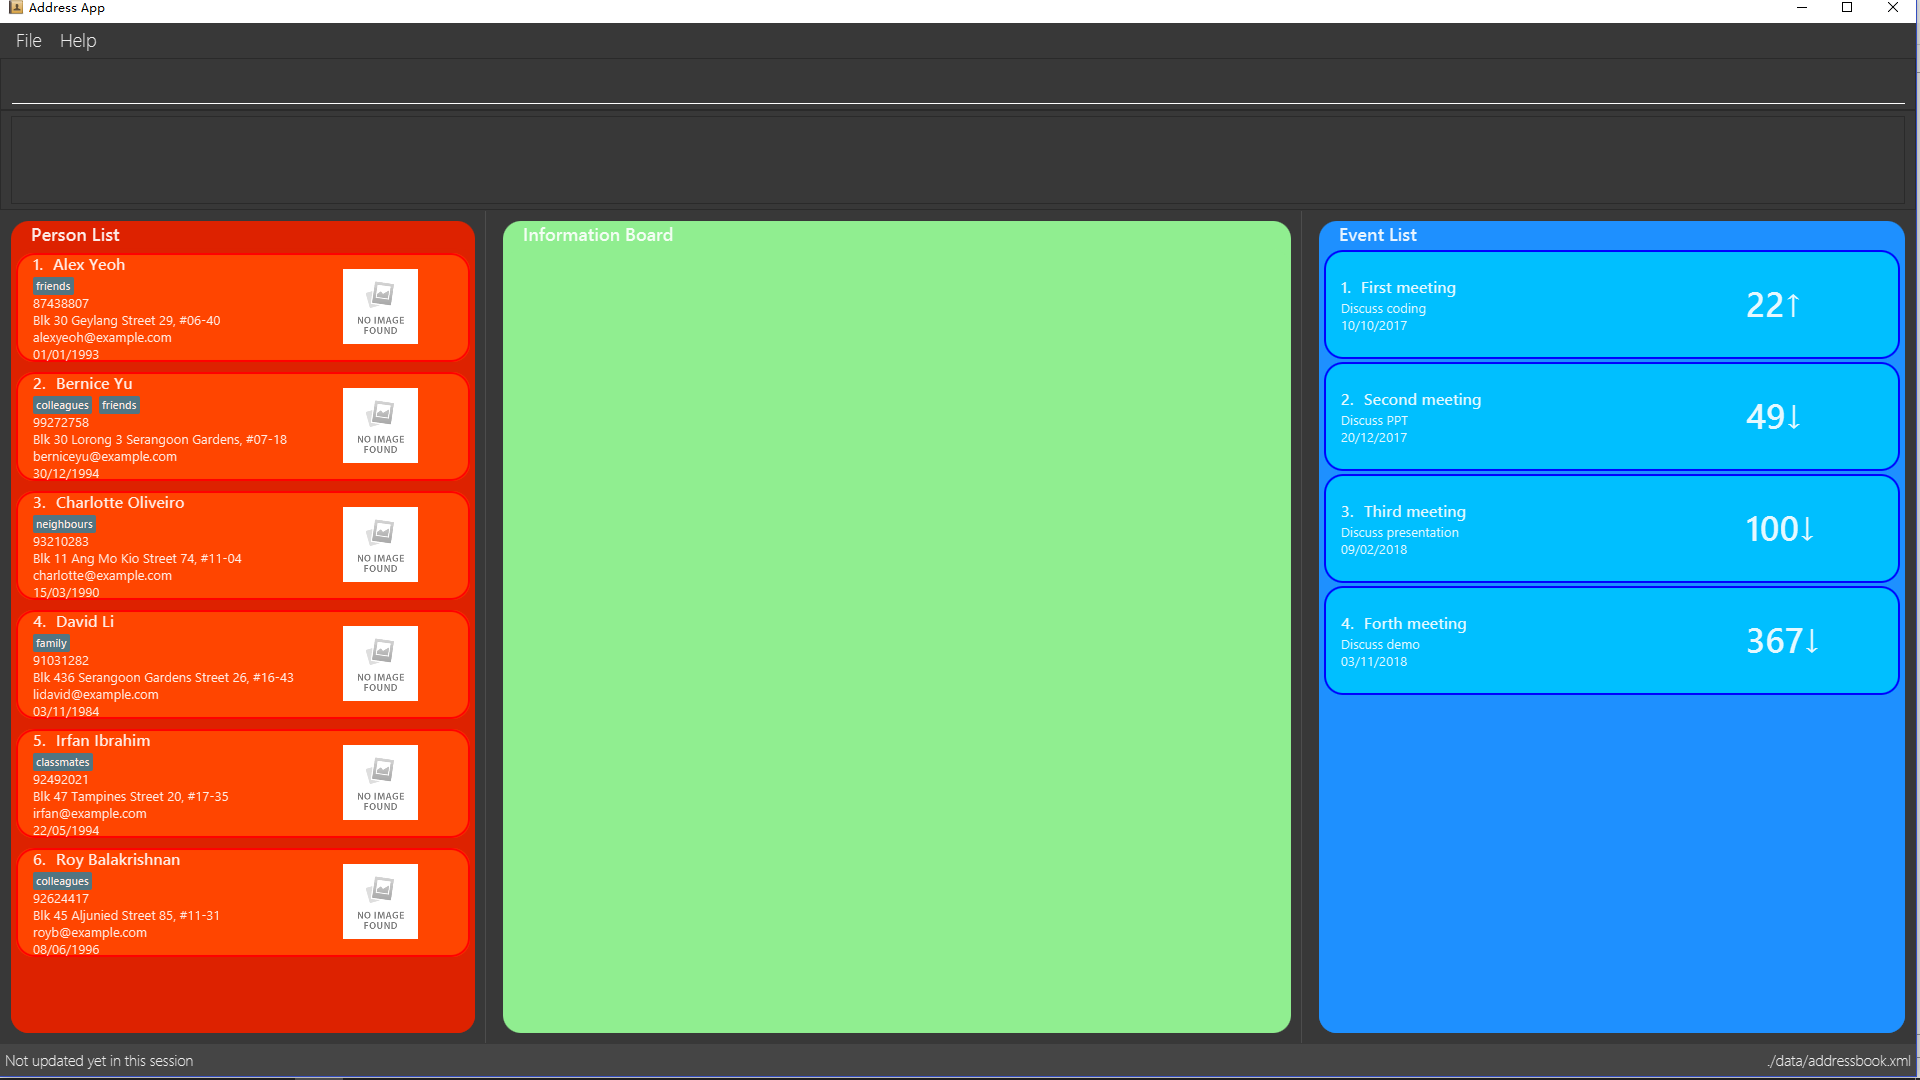 Address App
File Help
Person List
1. Alex Yeoh
friends
87438807
Blk 30 Geylang Street 29, #06-40
alexyeoh@example.com
01/01/1993
NO IMAGE
FOUND
2. Bernice Yu
colleagues friends
99272758
Blk 30 Lorong 3 Serangoon Gardens, #07-18
berniceyu@example.com
30/12/1994
NO IMAGE
FOUND
3. Charlotte Oliveiro
neighbours
93210283
Blk 11 Ang Mo Kio Street 74, #11-04
charlotte@example.com
15/03/1990
NO IMAGE
FOUND
4. David Li
family
91031282
Blk 436 Serangoon Gardens Street 26, #16-43
lidavid@example.com
03/11/1984
NO IMAGE
FOUND
5. Irfan Ibrahim
classmates
92492021
Blk 47 Tampines Street 20, #17-35
irfan@example.com
22/05/1994
NO IMAGE
FOUND
6. Roy Balakrishnan
colleagues
92624417
Blk 45 Aljunied Street 85, #11-31
royb@example.com
08/06/1996
NO IMAGE
FOUND
Information Board
Event List
1. First meeting
Discuss coding
10/10/2017
22↑
2. Second meeting
Discuss PPT
20/12/2017
49↓
3. Third meeting
Discuss presentation
09/02/2018
100↓
4. Forth meeting
Discuss demo
03/11/2018
367↓
Not updated yet in this session
./data/addressbook.xml